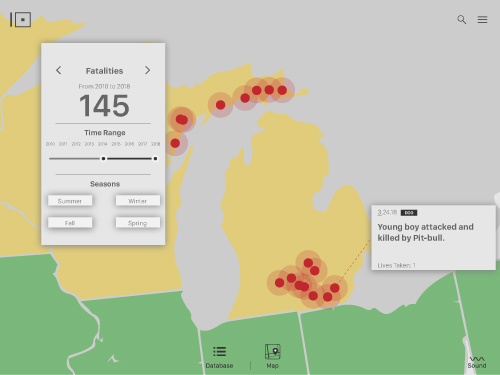 Fatalities
From 2018 to 2018
145
Time Range
2010 2011 2012 2013 2014 2015 2016 2017 2018
Seasons
Summer Winter
Fall Spring
3.24.18 DOG
Young boy attacked and
killed by Pit-bull.
Lives Taken: 1
Database Map Sound